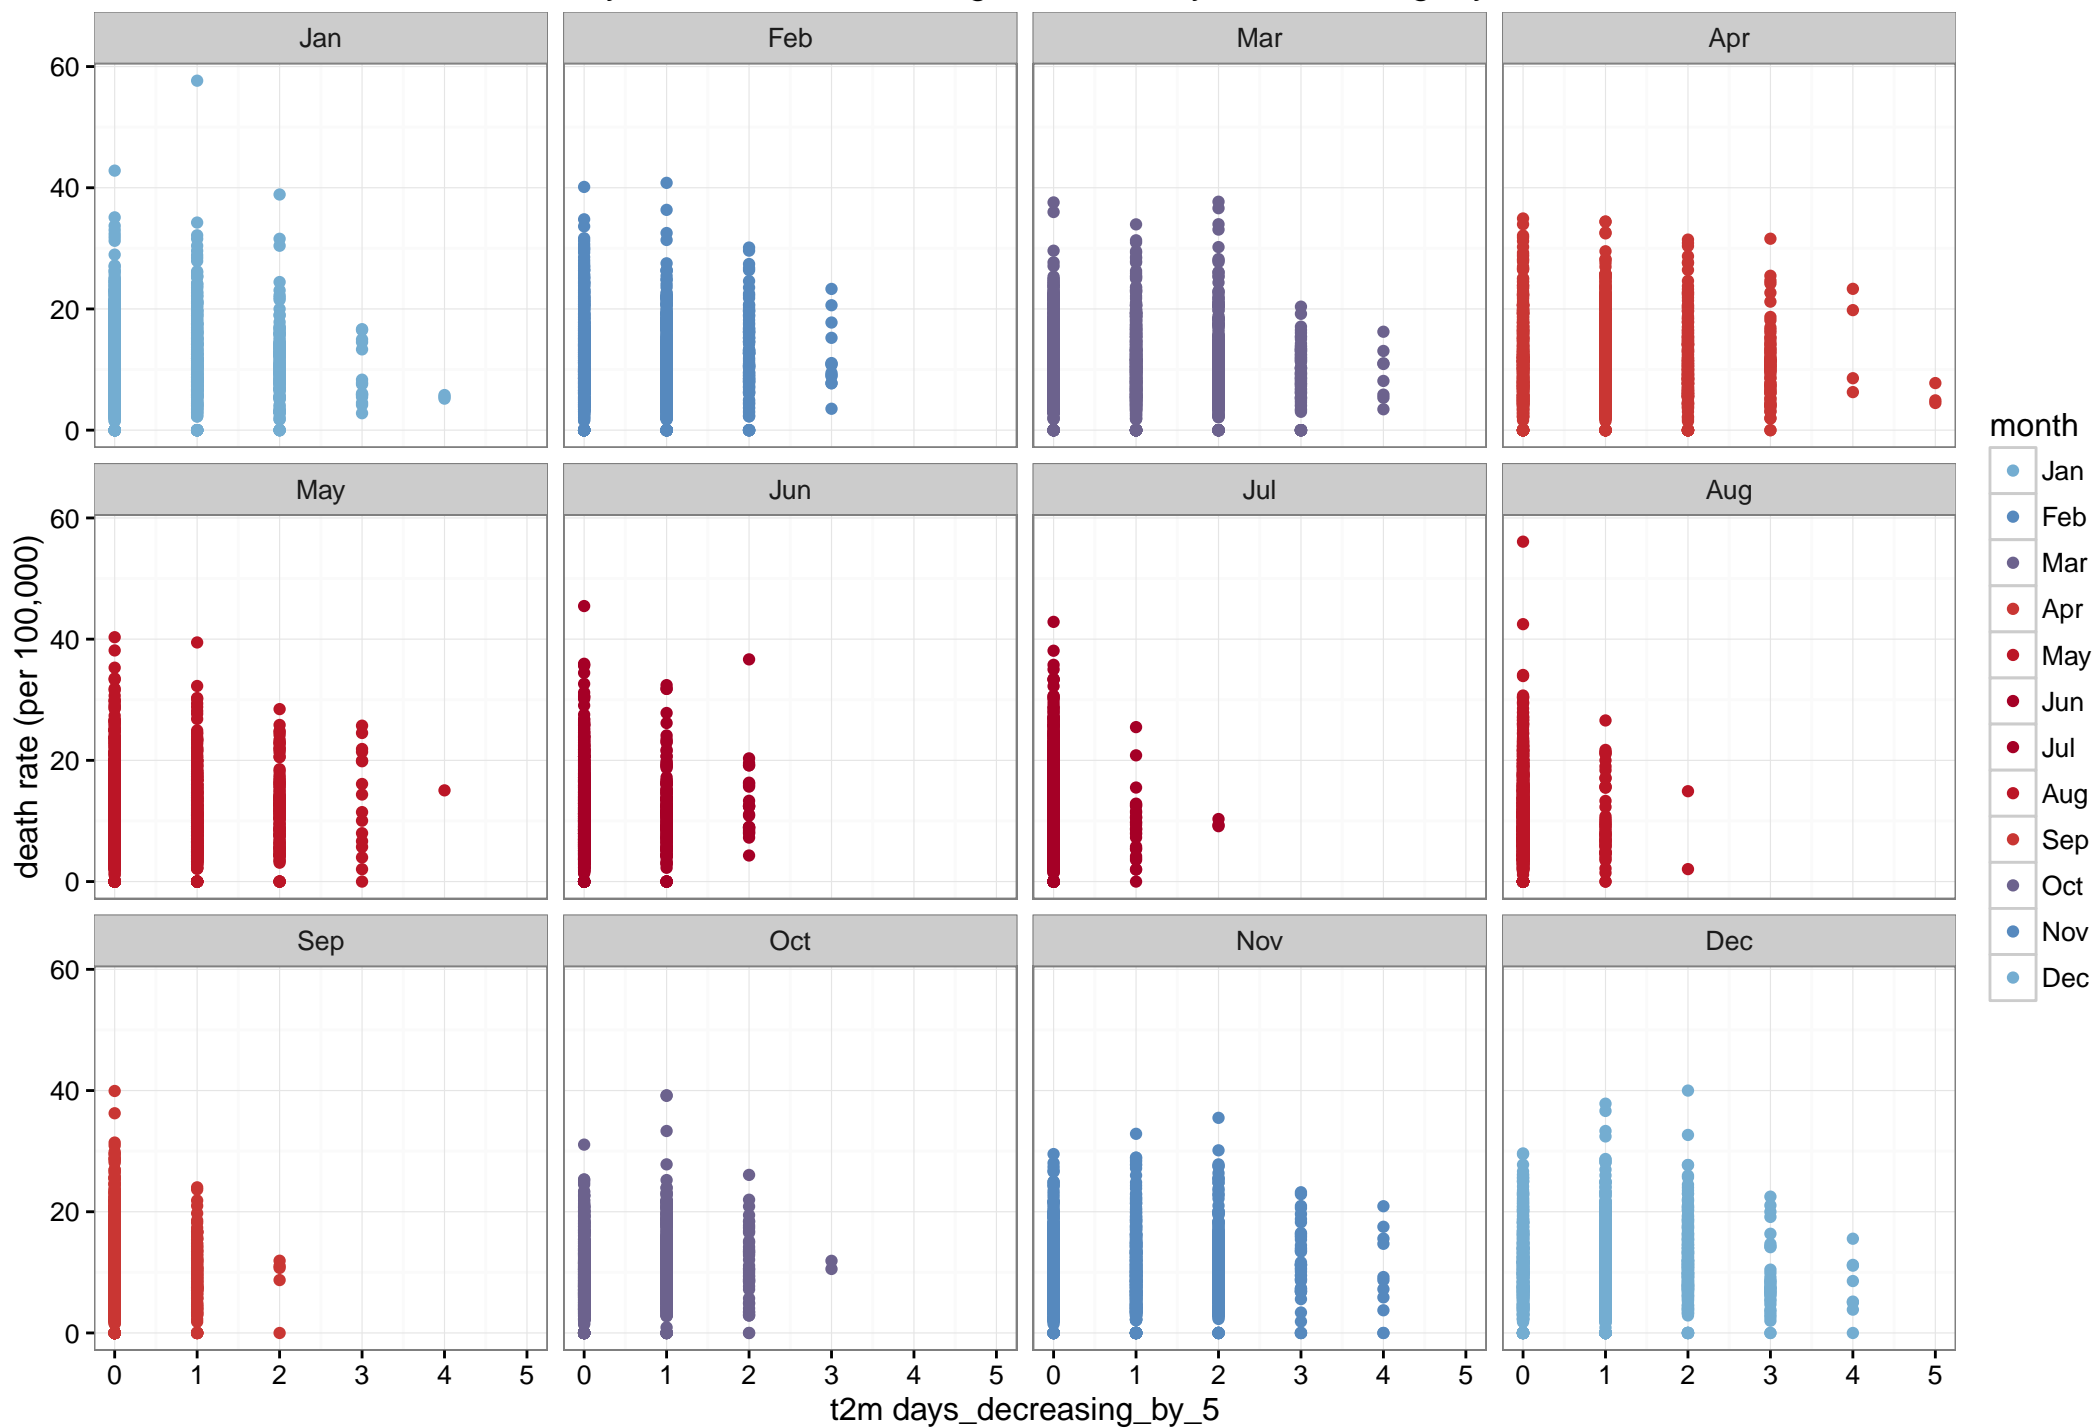 Jan Feb Mar Apr
60
40
20
0
May Jun Jul Aug
60
40
20
0
Sep Oct Nov Dec
60
40
20
0
0 1 2 3 4 5 0 1 2 3 4 5 0 1 2 3 4 5 0 1 2 3 4 5
t2m days_decreasing_by_5
death rate (per 100,000)
month
Jan
Feb
Mar
Apr
May
Jun
Jul
Aug
Sep
Oct
Nov
Dec